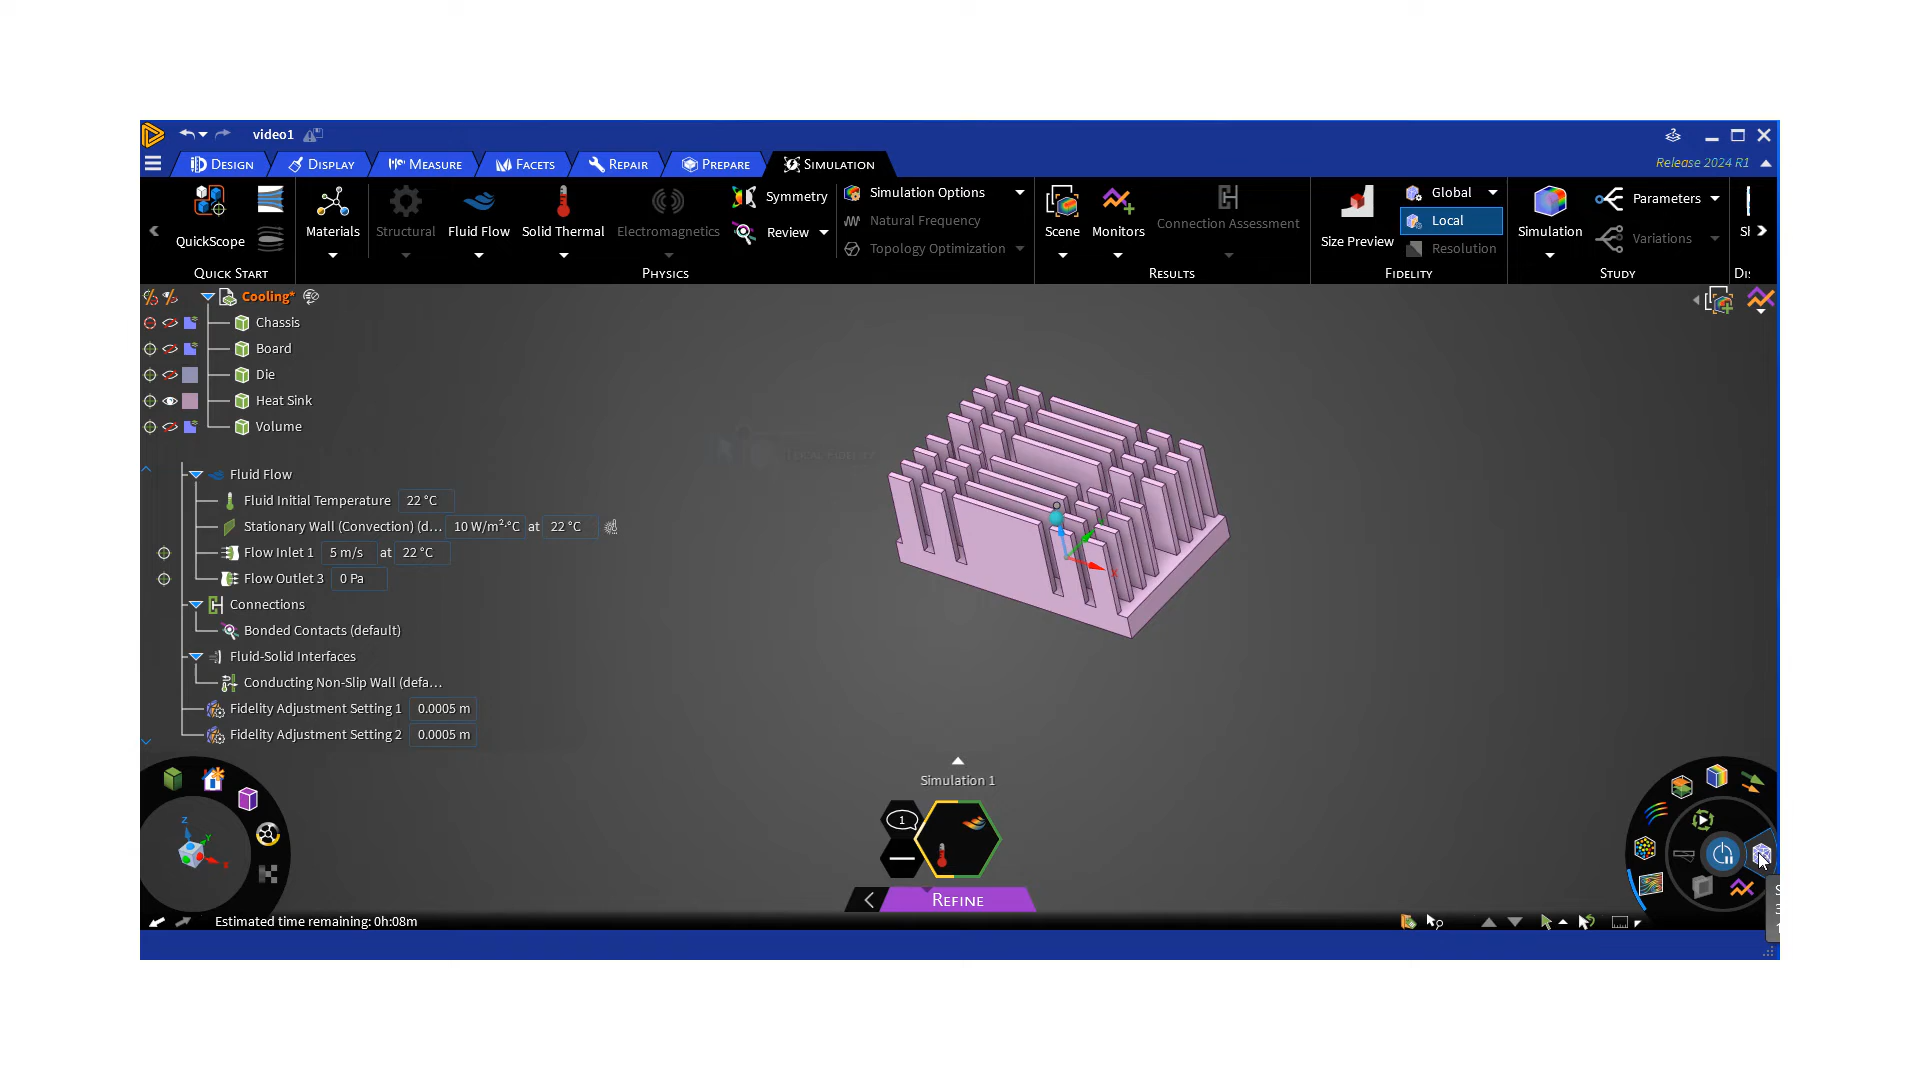 video1
DESIGN
DISPLAY
MEASURE
FACETS
REPAIR
PREPARE
SIMULATION
Release 2024 R1
QuickScope
Materials
Structural
Fluid Flow
Solid Thermal
Electromagnetics
Symmetry
Review
Simulation Options
Natural Frequency
Topology Optimization
Scene
Monitors
Connection Assessment
Size Preview
Global
Local
Resolution
Simulation
Parameters
Variations
QUICK START
PHYSICS
RESULTS
FIDELITY
STUDY
Cooling*
Chassis
Board
Die
Heat Sink
Volume
Fluid Flow
Fluid Initial Temperature 22 °C
Stationary Wall (Convection) (d... 10 W/m²·°C at 22 °C
Flow Inlet 1 5 m/s at 22 °C
Flow Outlet 3 0 Pa
Connections
Bonded Contacts (default)
Fluid-Solid Interfaces
Conducting Non-Slip Wall (defa...
Fidelity Adjustment Setting 1 0.0005 m
Fidelity Adjustment Setting 2 0.0005 m
X
Z
Y
X
Simulation 1
1
REFINE
Estimated time remaining: 0h:08m